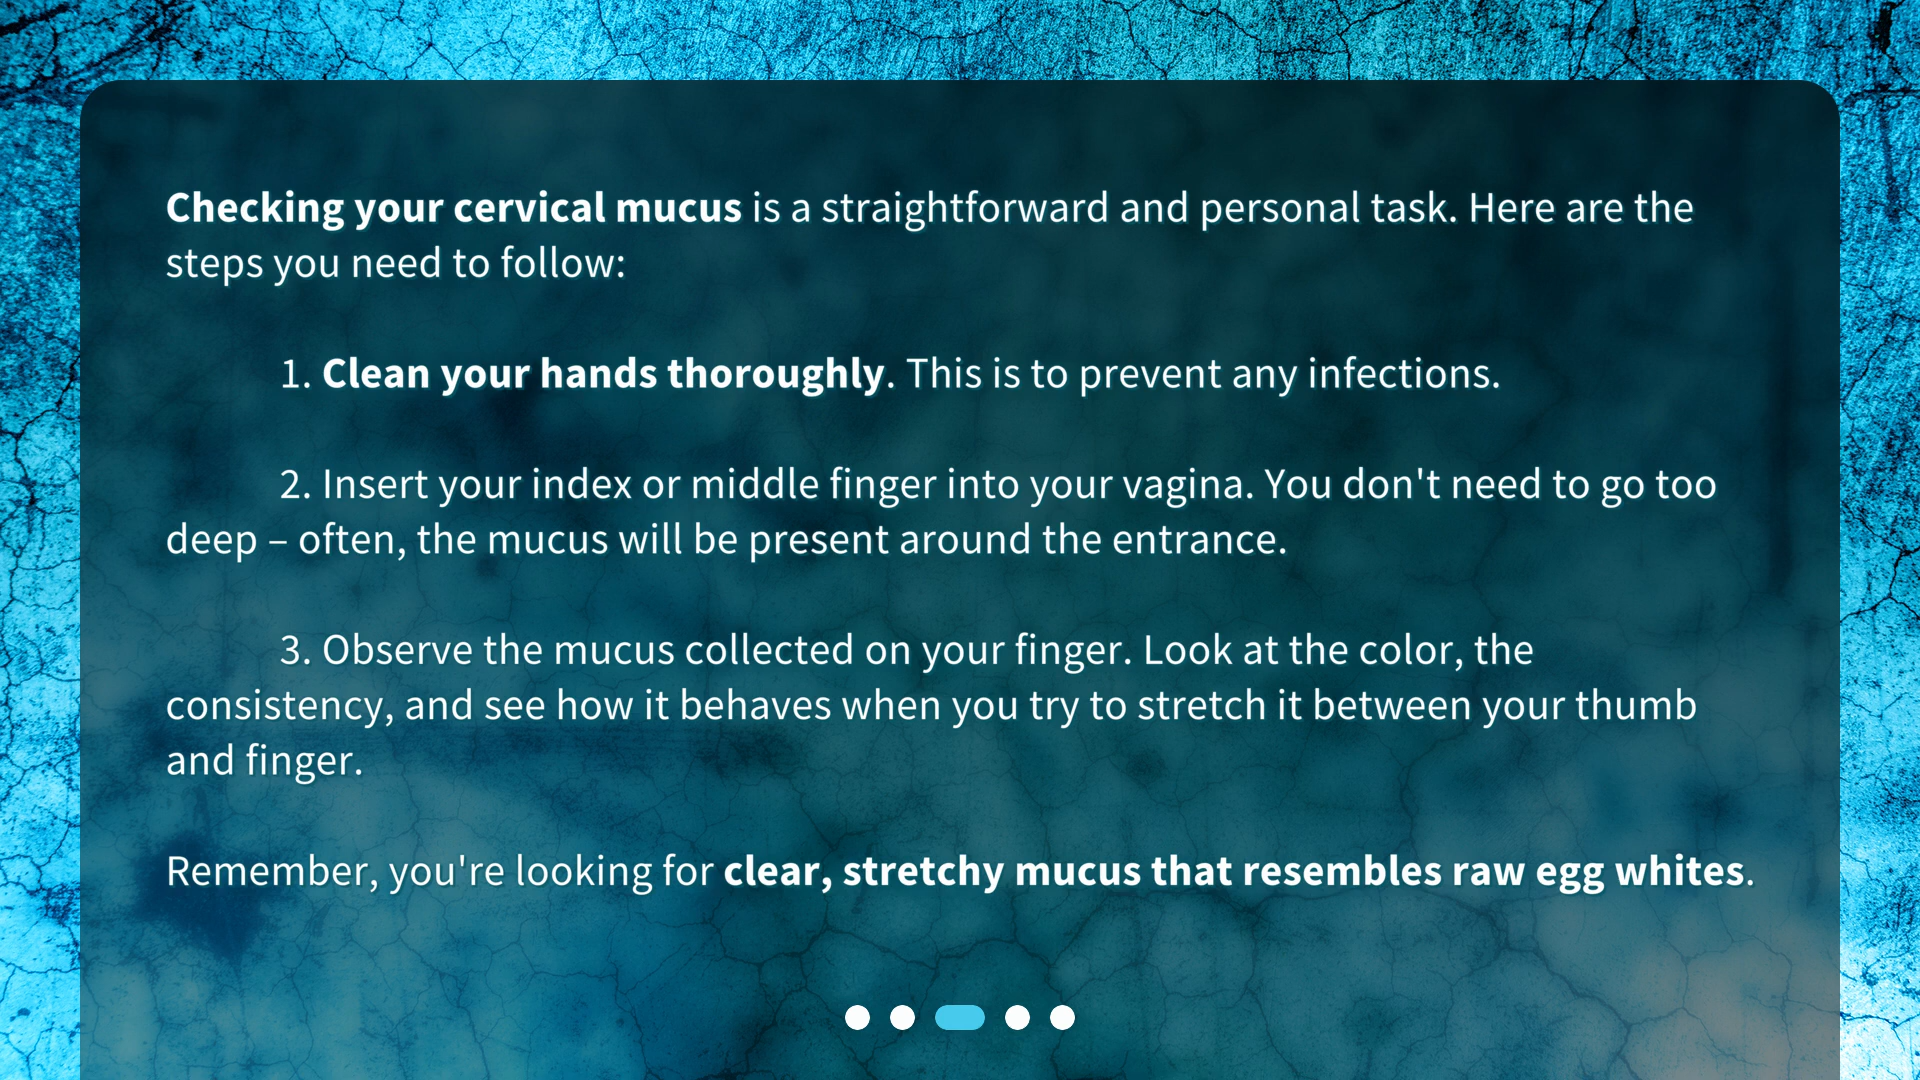 Checking your cervical mucus is a straightforward and personal task. Here are the
steps you need to follow:
1. Clean your hands thoroughly. This is to prevent any infections.
2. Insert your index or middle finger into your vagina. You don't need to go too
deep – often, the mucus will be present around the entrance.
3. Observe the mucus collected on your finger. Look at the color, the
consistency, and see how it behaves when you try to stretch it between your thumb
and finger.
Remember, you're looking for clear, stretchy mucus that resembles raw egg whites.